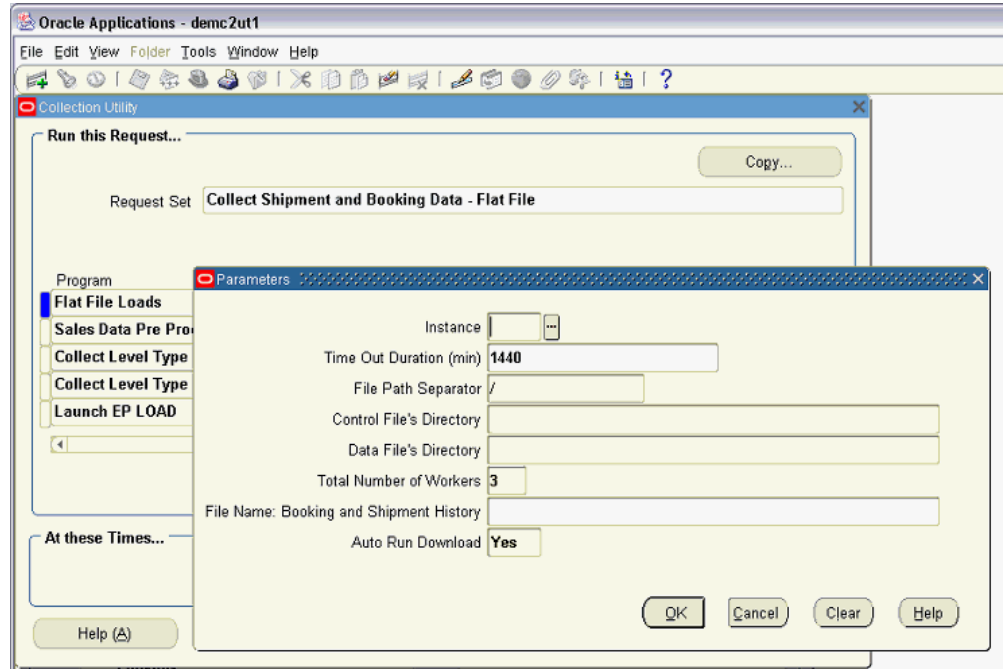 Oracle Applications - demc2ut1
File Edit View Folder Tools Window Help
Collection Utility
Run this Request...
Copy...
Request Set Collect Shipment and Booking Data - Flat File
Program
Flat File Loads
Sales Data Pre Pro
Collect Level Type
Collect Level Type
Launch EP LOAD
Parameters
Instance
Time Out Duration (min) 1440
File Path Separator /
Control File's Directory
Data File's Directory
Total Number of Workers 3
File Name: Booking and Shipment History
Auto Run Download Yes
OK Cancel Clear Help
At these Times...
Help (A)